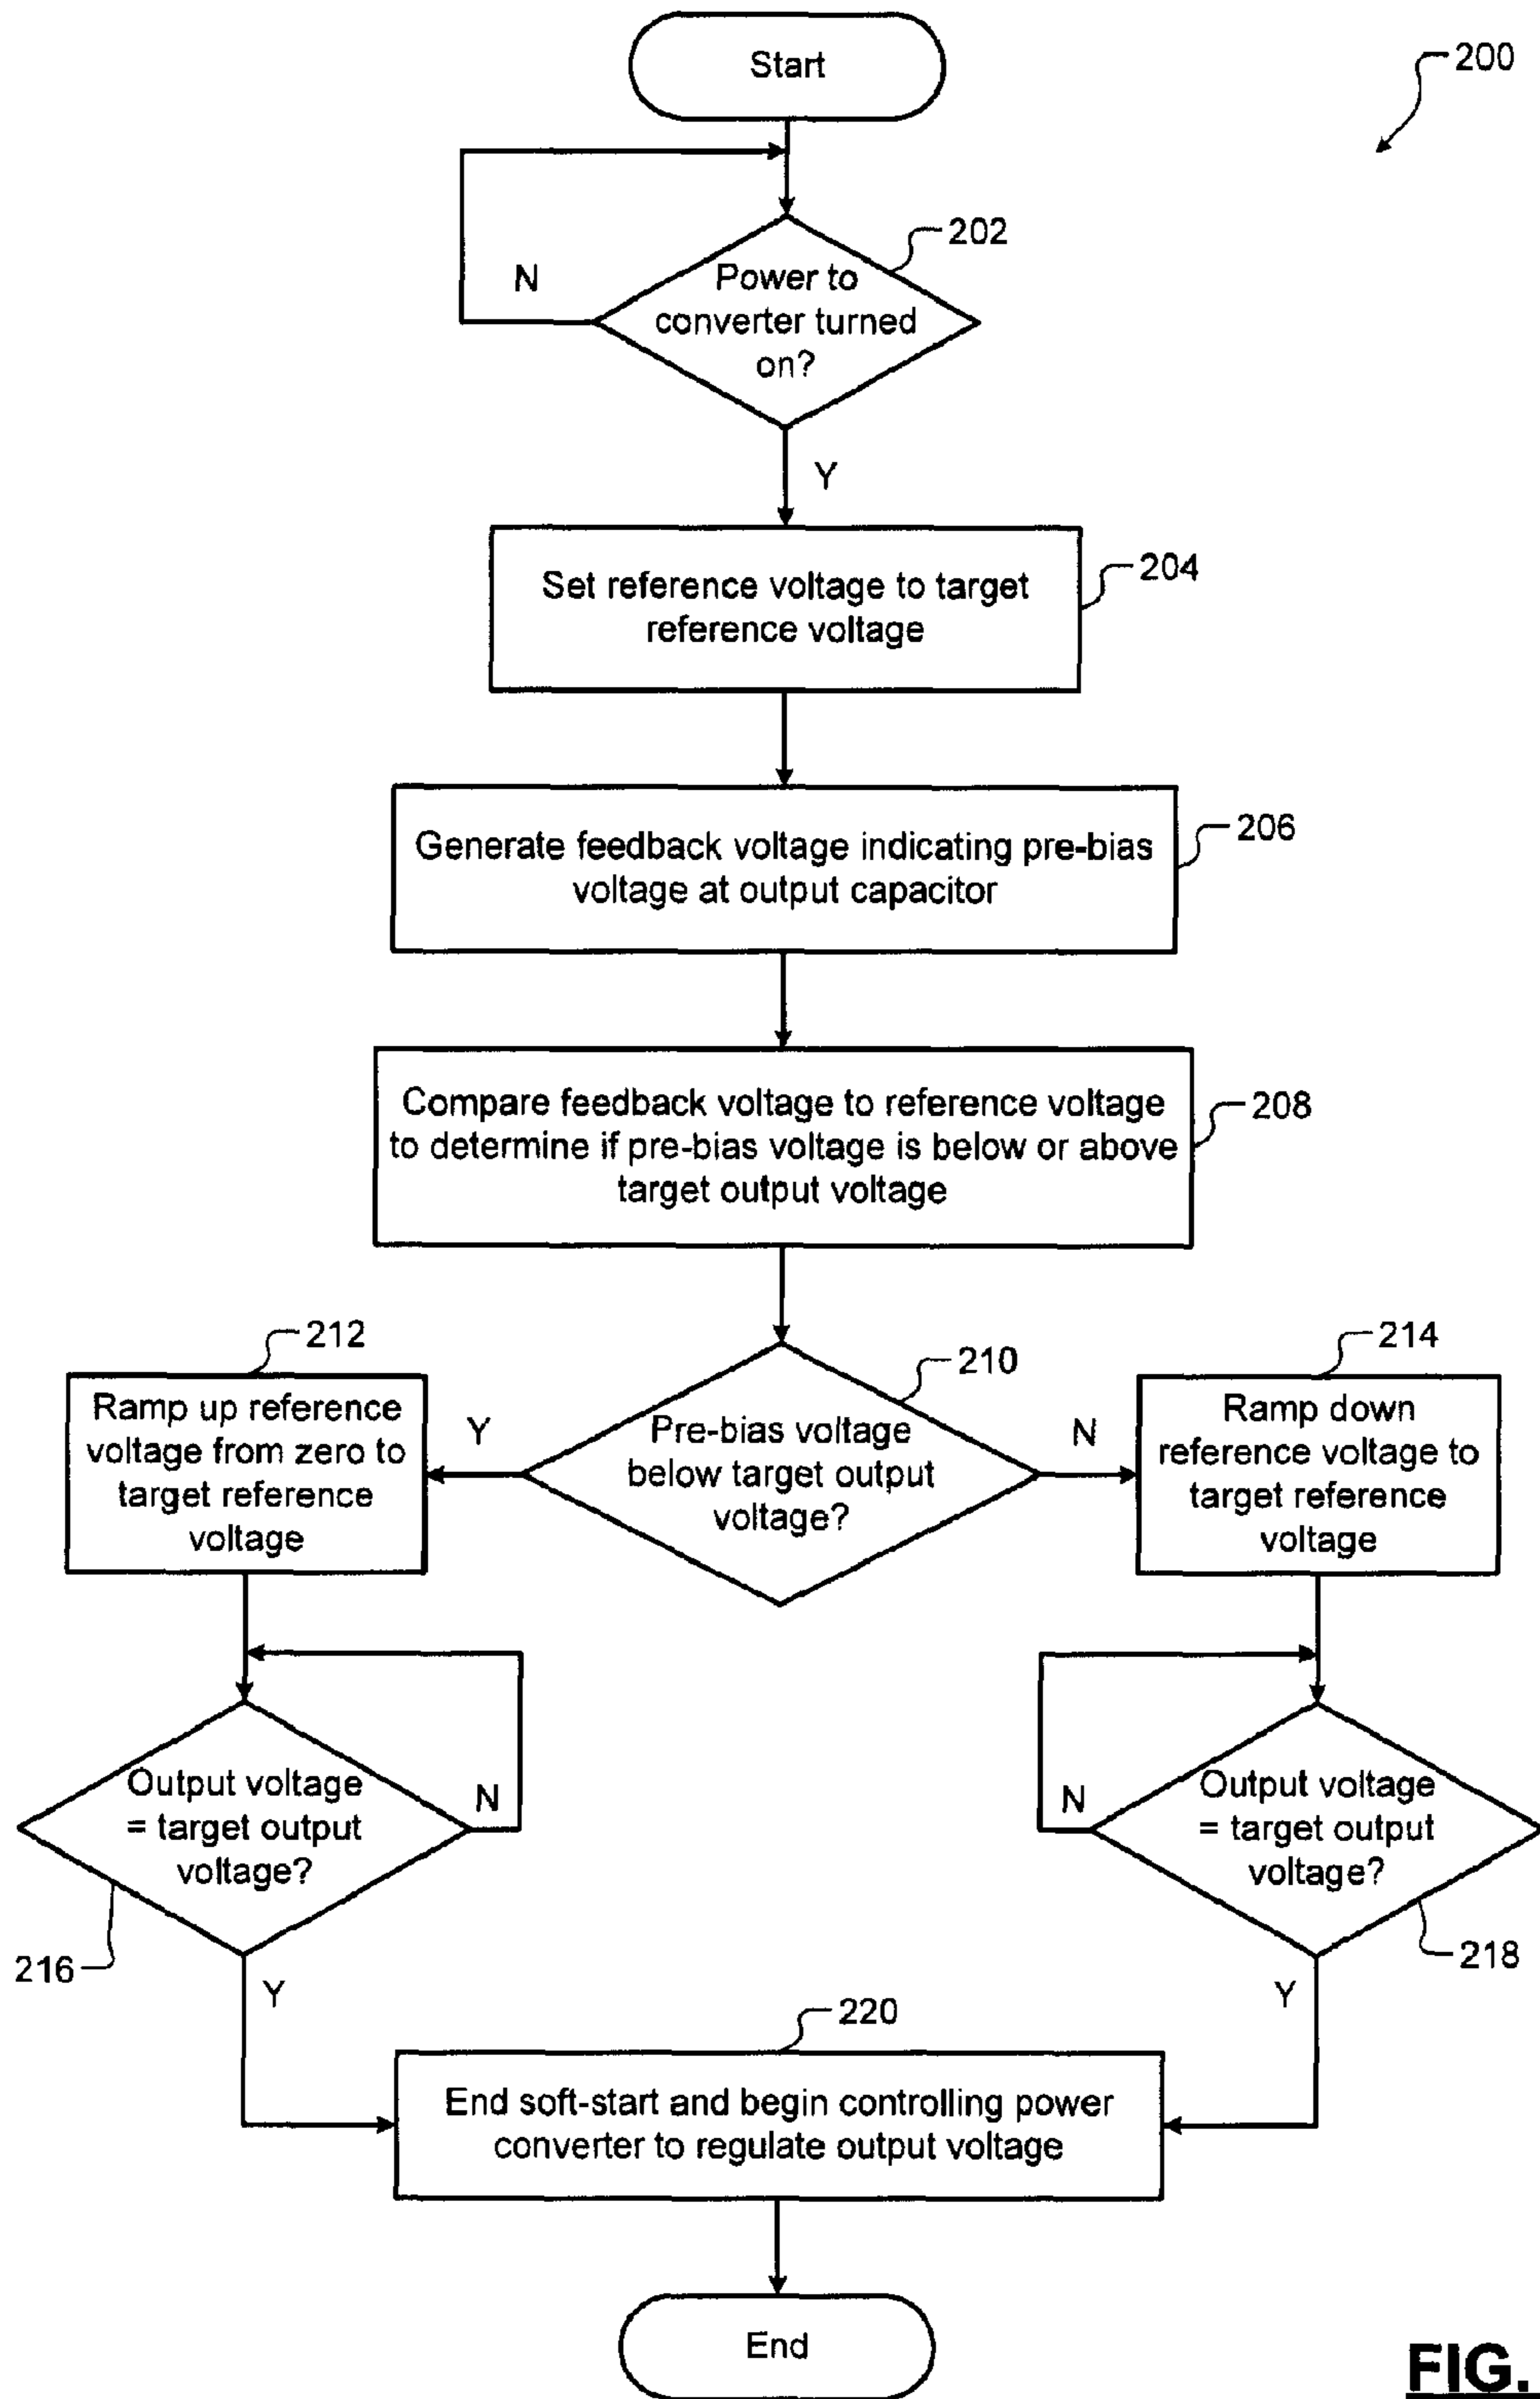 Start
200
202
N
Power to
converter turned
on?
Y
204
Set reference voltage to target
reference voltage
206
Generate feedback voltage indicating pre-bias
voltage at output capacitor
208
Compare feedback voltage to reference voltage
to determine if pre-bias voltage is below or above
target output voltage
212
210
214
Ramp up reference
voltage from zero to
target reference
voltage
Y
Pre-bias voltage
below target output
voltage?
N
Ramp down
reference voltage to
target reference
voltage
Output voltage
= target output
voltage?
N
N
Output voltage
= target output
voltage?
216
218
Y
Y
220
End soft-start and begin controlling power
converter to regulate output voltage
End
FIG.